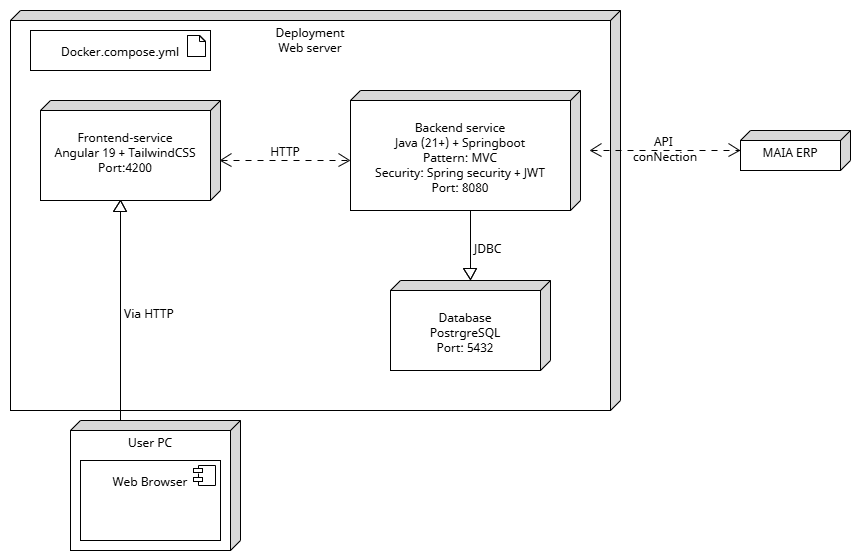 Deployment
Web server
Docker.compose.yml
Frontend-service
Angular 19 + TailwindCSS
Port:4200
HTTP
Backend service
Java (21+) + Springboot
Pattern: MVC
Security: Spring security + JWT
Port: 8080
API
conNection
MAIA ERP
JDBC
Database
PostrgreSQL
Port: 5432
Via HTTP
User PC
Web Browser